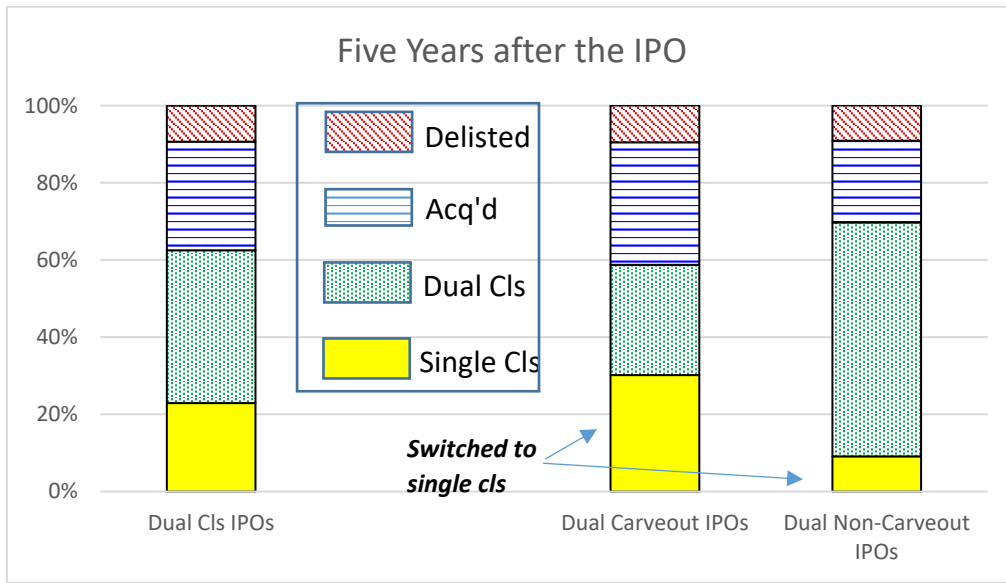 Five Years after the IPO
100%
80%
60%
40%
20%
0%
Delisted
Acq'd
Dual Cls
Single Cls
Switched to
single cls
Dual Cls IPOs
Dual Carveout IPOs
Dual Non-Carveout
IPOs